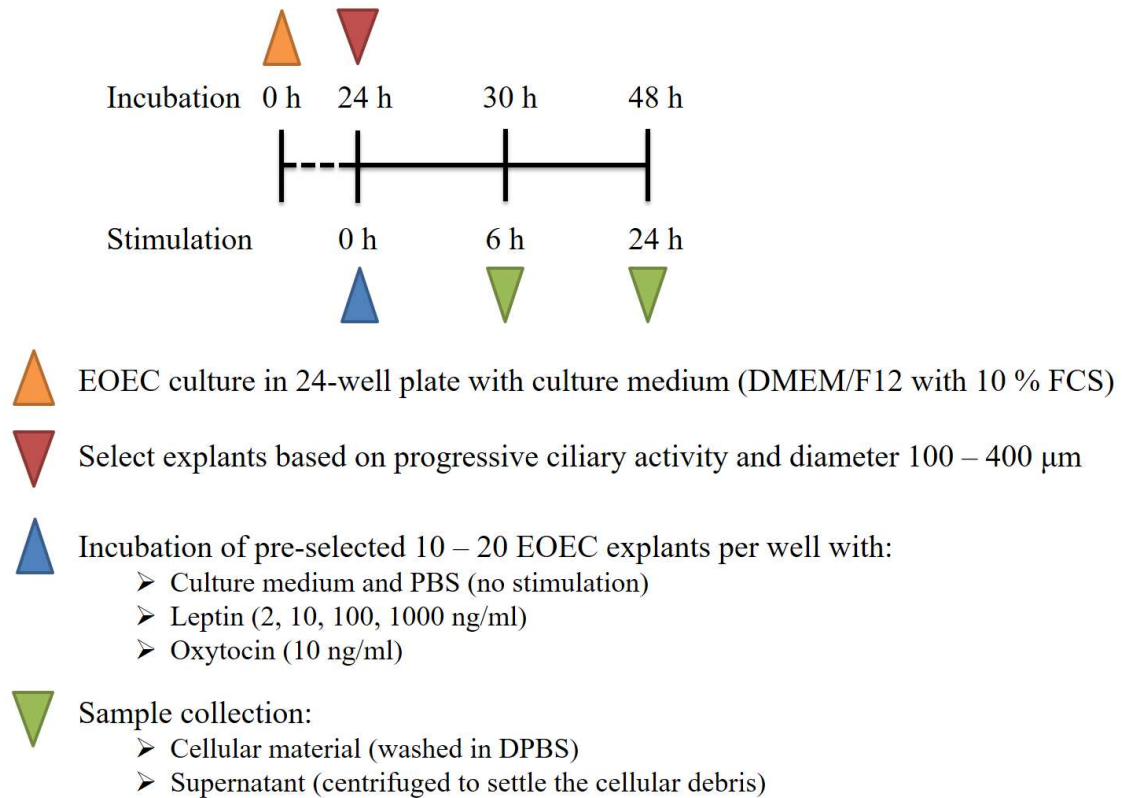 Incubation 0 h 24 h 30 h 48 h
Stimulation 0 h 6 h 24 h
EOEC culture in 24-well plate with culture medium (DMEM/F12 with 10 % FCS)
Select explants based on progressive ciliary activity and diameter 100 – 400 μm
Incubation of pre-selected 10 – 20 EOEC explants per well with:
➢ Culture medium and PBS (no stimulation)
➢ Leptin (2, 10, 100, 1000 ng/ml)
➢ Oxytocin (10 ng/ml)
Sample collection:
➢ Cellular material (washed in DPBS)
➢ Supernatant (centrifuged to settle the cellular debris)